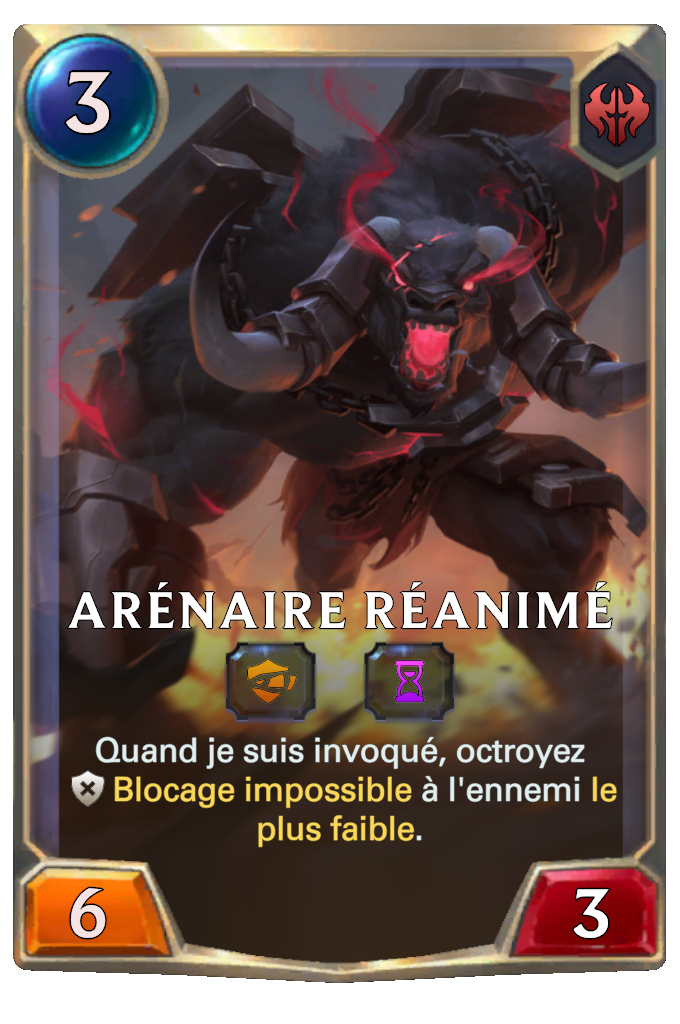 3
ARÉNAIRE RÉANIMÉ
Quand je suis invoqué, octroyez
Blocage impossible à l'ennemi le
plus faible.
6
3